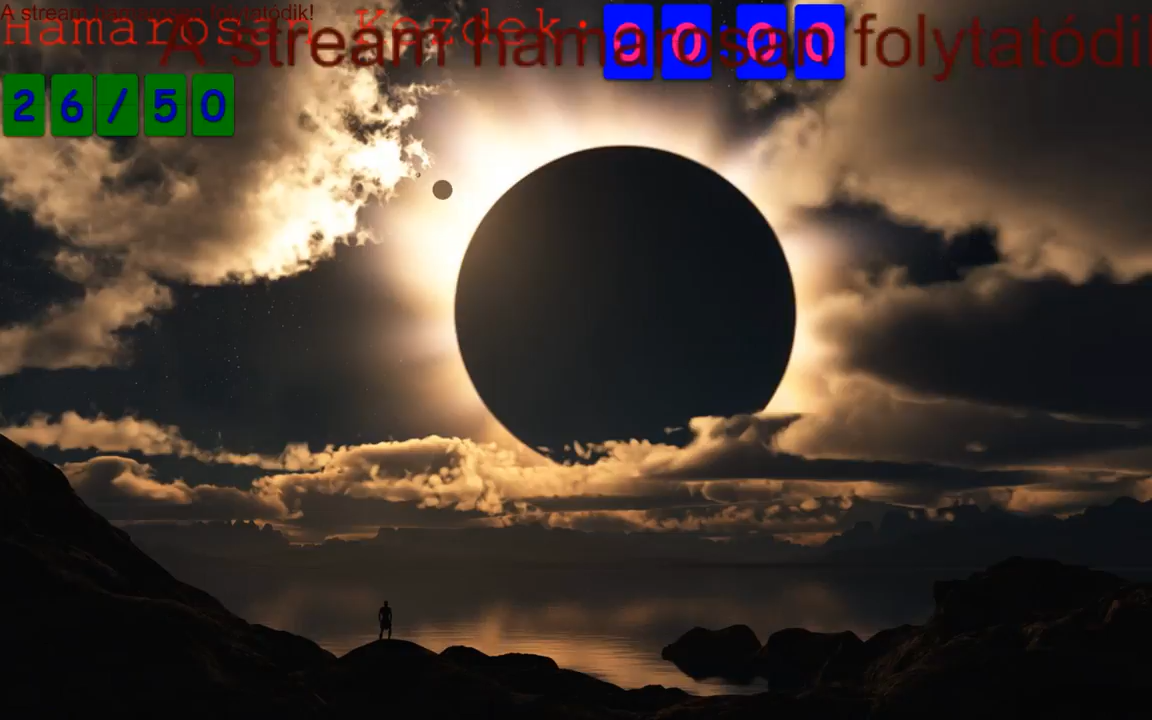 A stream hamarosan folytatódik!
Hamarosan Kezdek: 00 00
A stream hamarosan folytatódik
26/50